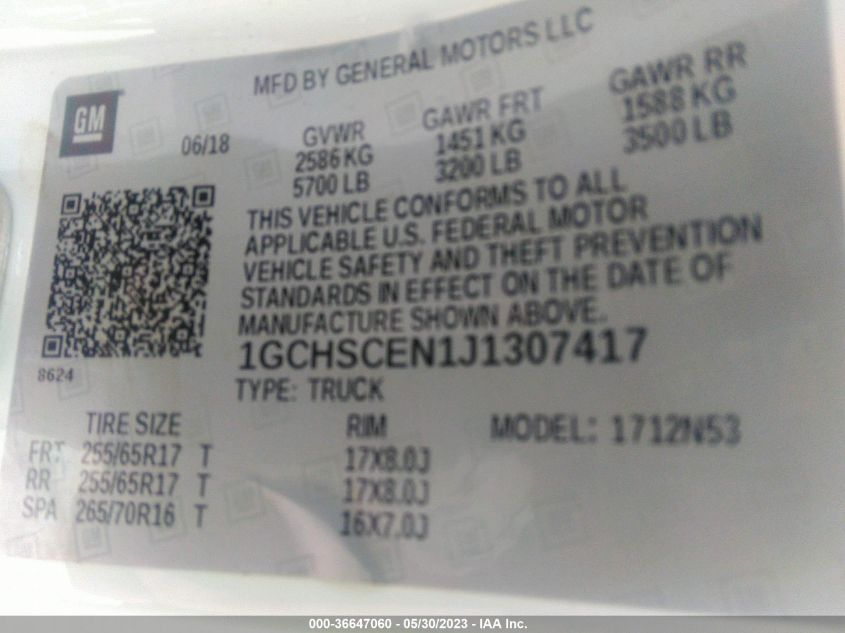 MFD BY GENERAL MOTORS LLC
GM
06/18
GVWR
2586 KG
5700 LB
GAWR FRT
1451 KG
3200 LB
GAWR RR
1588 KG
3500 LB
THIS VEHICLE CONFORMS TO ALL
APPLICABLE U.S. FEDERAL MOTOR
VEHICLE SAFETY AND THEFT PREVENTION
STANDARDS IN EFFECT ON THE DATE OF
MANUFACTURE SHOWN ABOVE.
1GCHSCEN1J1307417
8624
TYPE: TRUCK
TIRE SIZE RIM MODEL: 1712N53
FRT 255/65R17 T 17X8.0J
RR 255/65R17 T 17X8.0J
SPA 265/70R16 T 16X7.0J
000-36647060 - 05/30/2023 - IAA Inc.